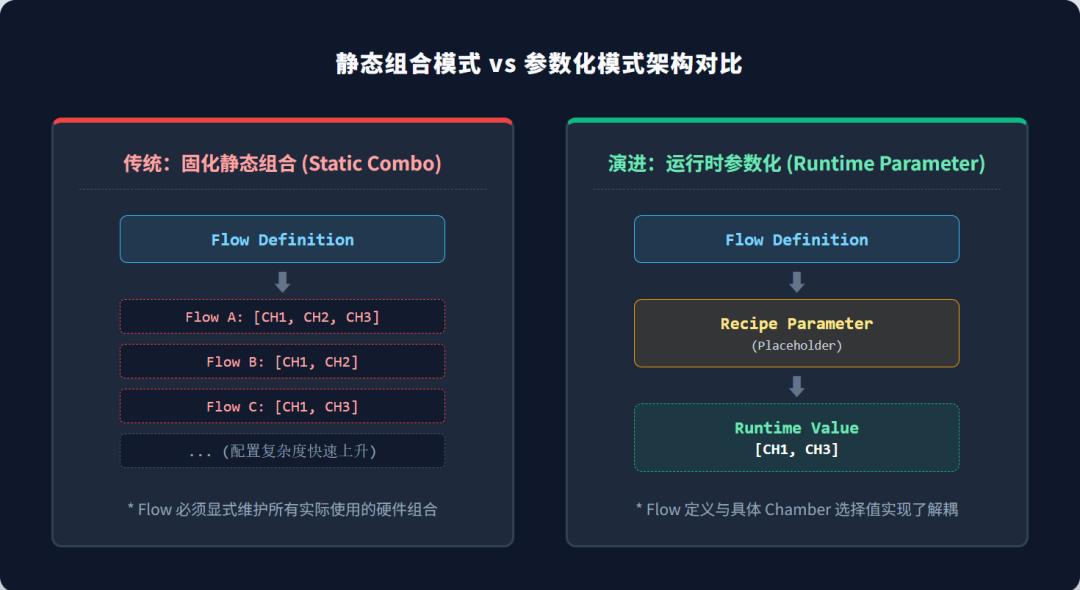 静态组合模式 vs 参数化模式架构对比
传统：固化静态组合 (Static Combo)
Flow Definition
Flow A: [CH1, CH2, CH3]
Flow B: [CH1, CH2]
Flow C: [CH1, CH3]
... (配置复杂度快速上升)
* Flow 必须显式维护所有实际使用的硬件组合
演进：运行时参数化 (Runtime Parameter)
Flow Definition
Recipe Parameter
(Placeholder)
Runtime Value
[CH1, CH3]
* Flow 定义与具体 Chamber 选择值实现了解耦